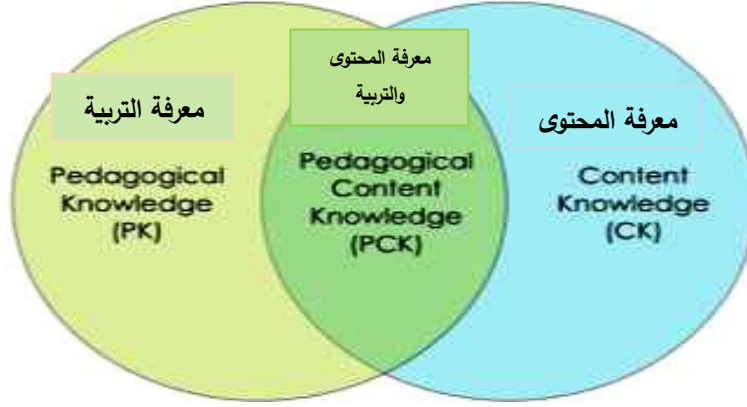 معرفة التربية
Pedagogical
Knowledge
(PK)
معرفة المحتوى
والتربية
Pedagogical
Content
Knowledge
(PCK)
معرفة المحتوى
Content
Knowledge
(CK)